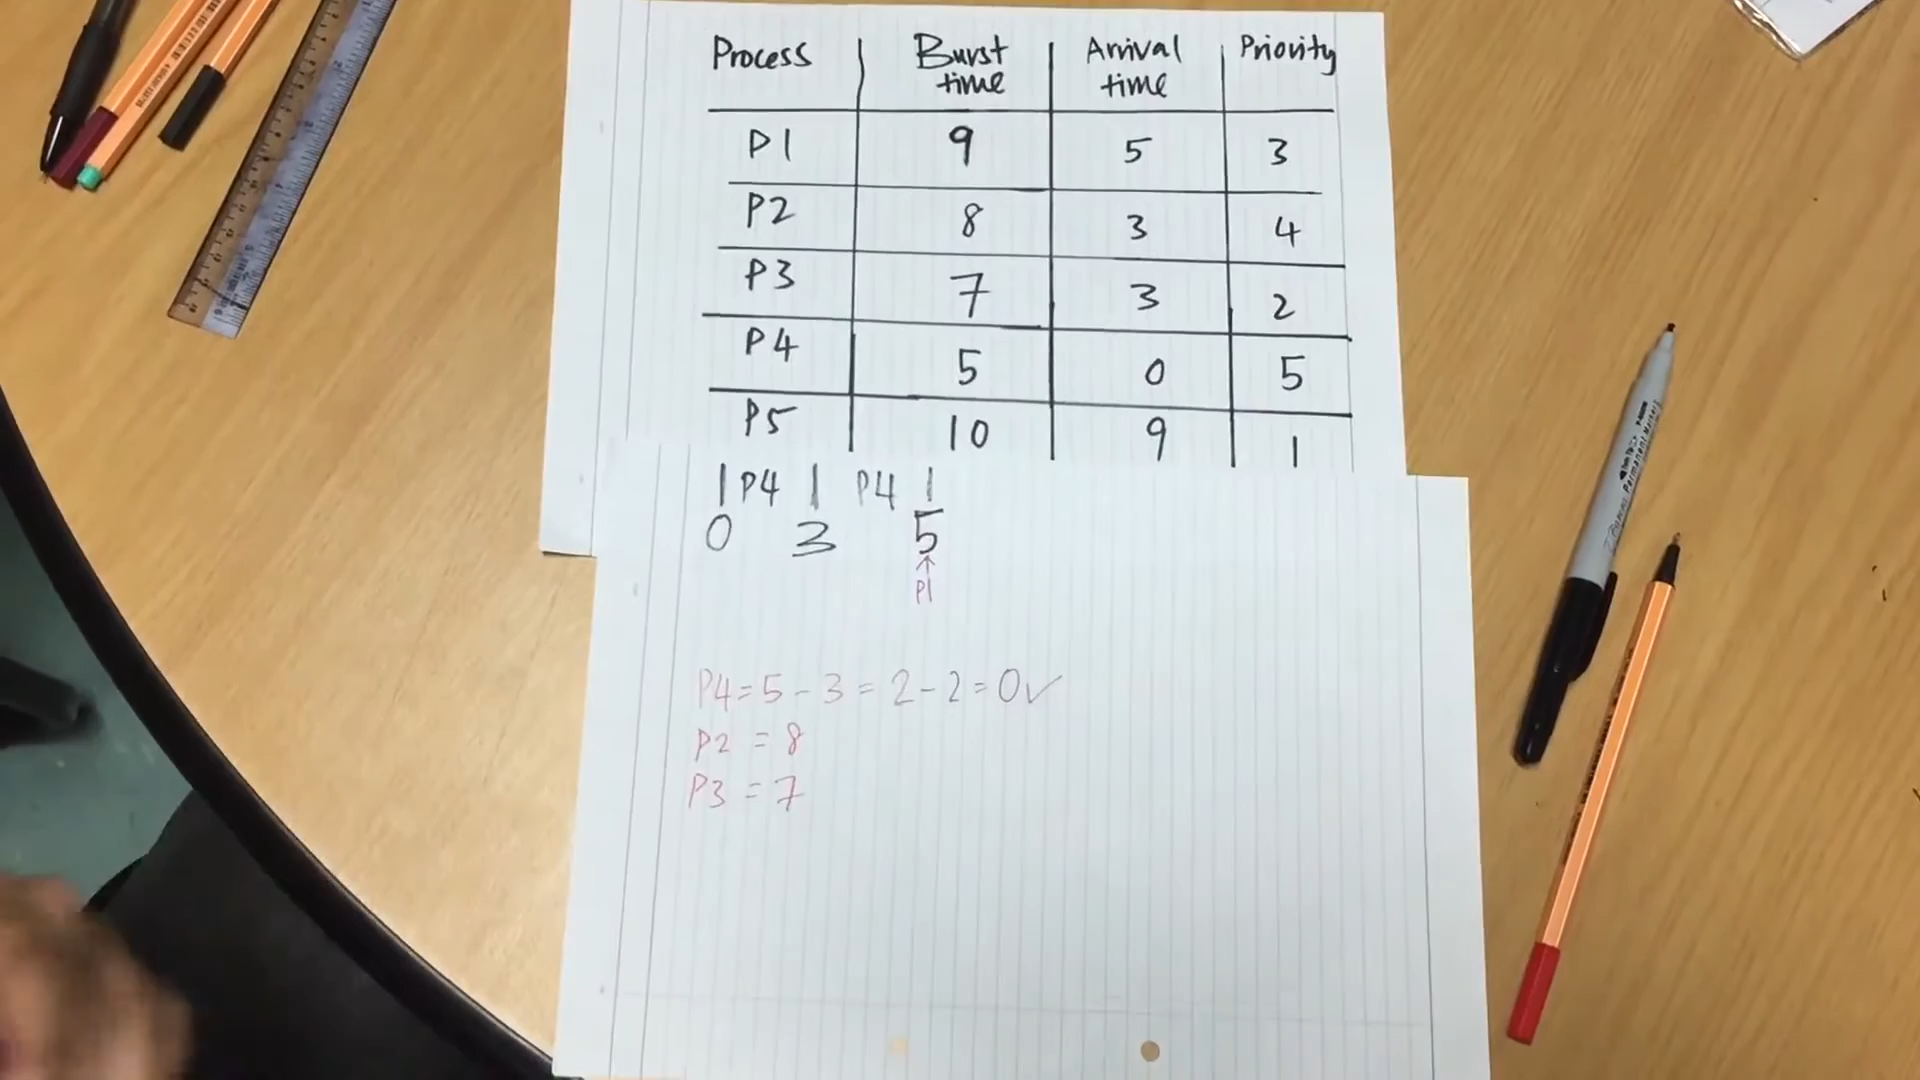 Process Burst time Arrival time Priority
P1 9 5 3
P2 8 3 4
P3 7 3 2
P4 5 0 5
P5 10 9 1
| P4 | P4 |
0 3 5
↑
P1
P4 = 5 - 3 = 2 - 2 = 0 ✓
P2 = 8
P3 = 7